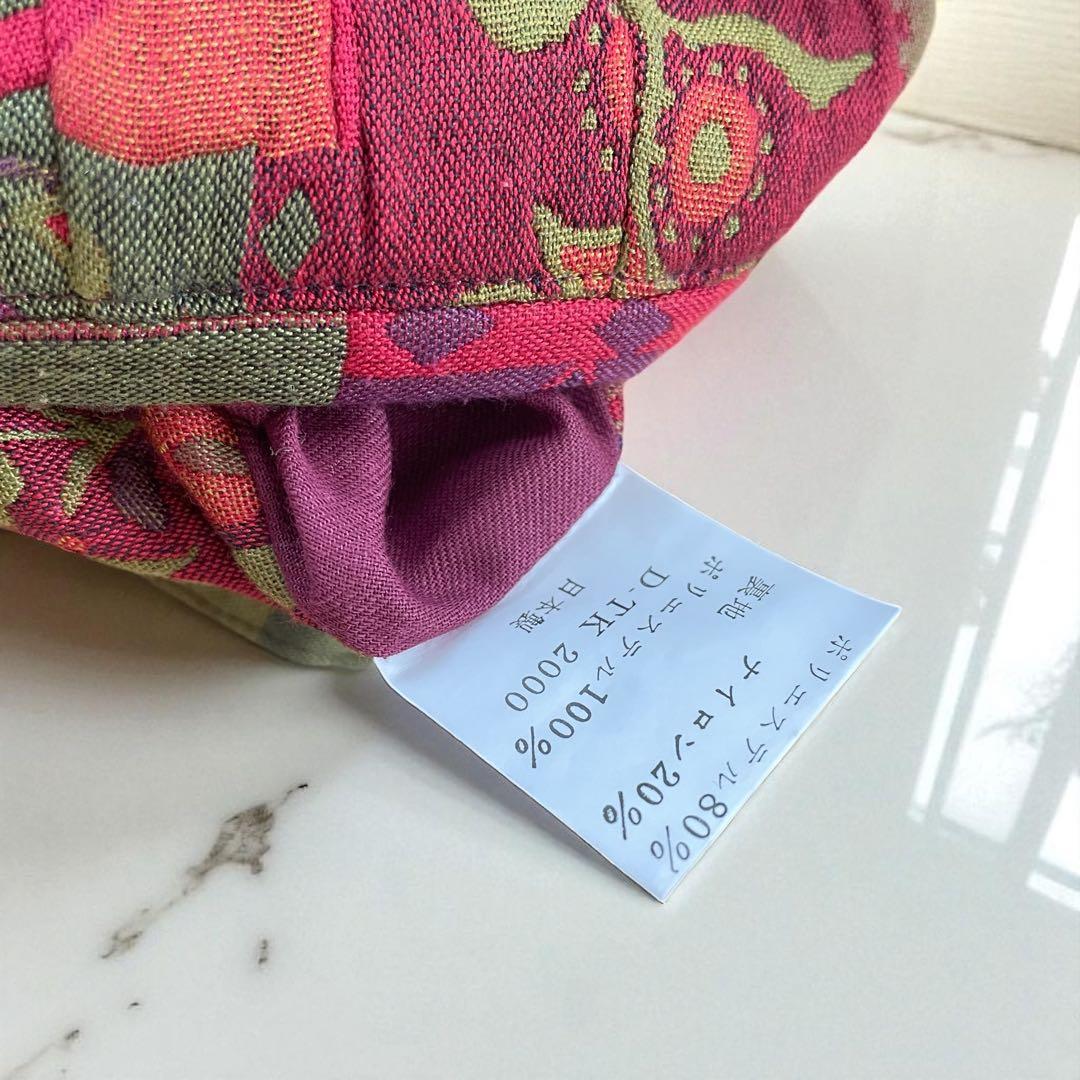 ポリエステル80%
ナイロン20%
裏地
ポリエステル100%
D-TK 2000
日本製